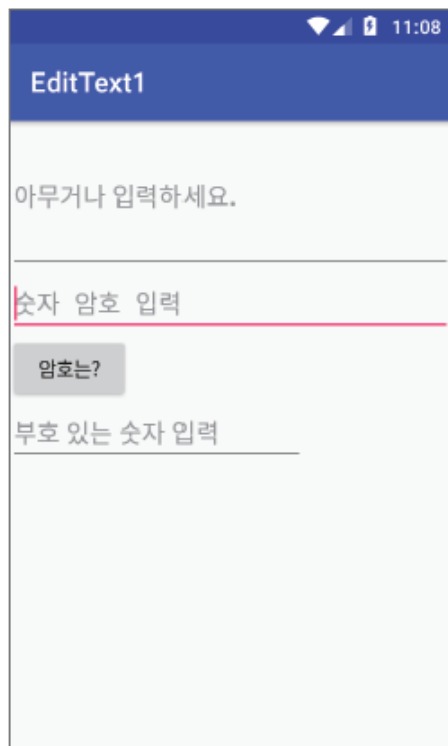 11:08
EditText1
아무거나 입력하세요.
숫자 암호 입력
암호는?
부호 있는 숫자 입력